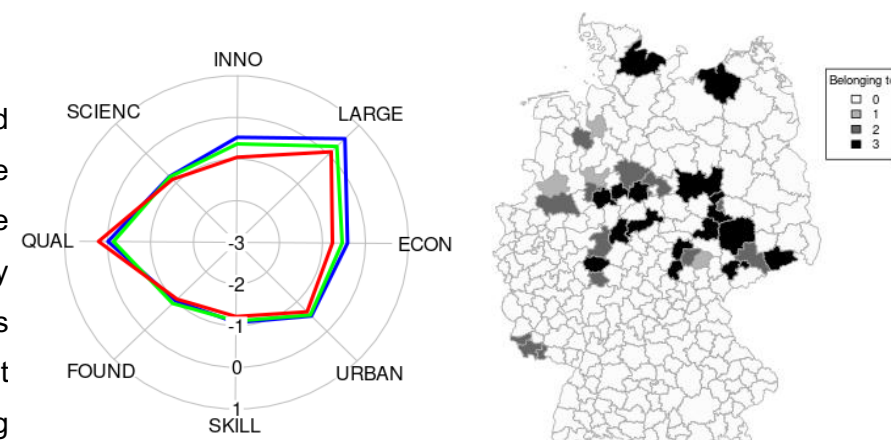 INNO
SCIENC
LARGE
d
e
e
QUAL
ECON
y
s
t
g
-3
-2
-1
0
1
FOUND
URBAN
SKILL
Belonging to
0
1
2
3